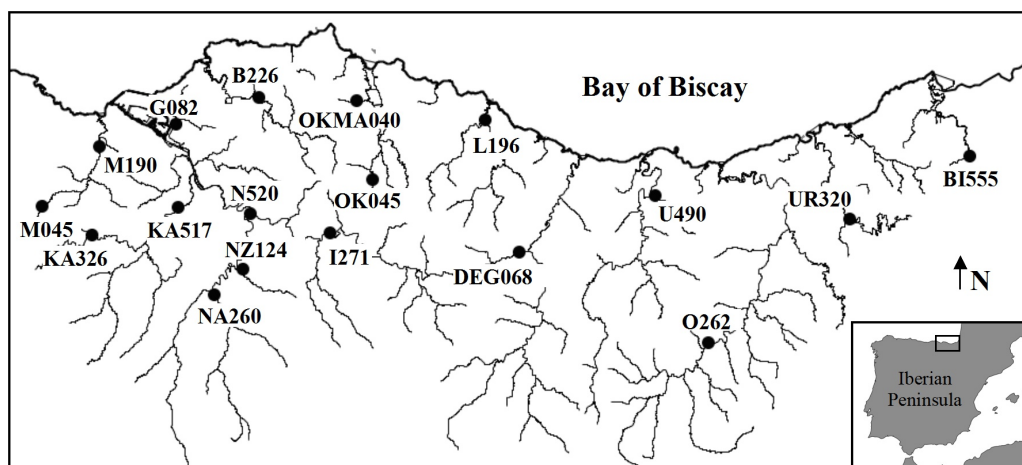 B226
Bay of Biscay
G082
OKMA040
L196
M190
BI555
N520
OK045
U490
UR320
M045
KA517
I271
KA326
NZ124
DEG068
N
NA260
O262
Iberian
Peninsula